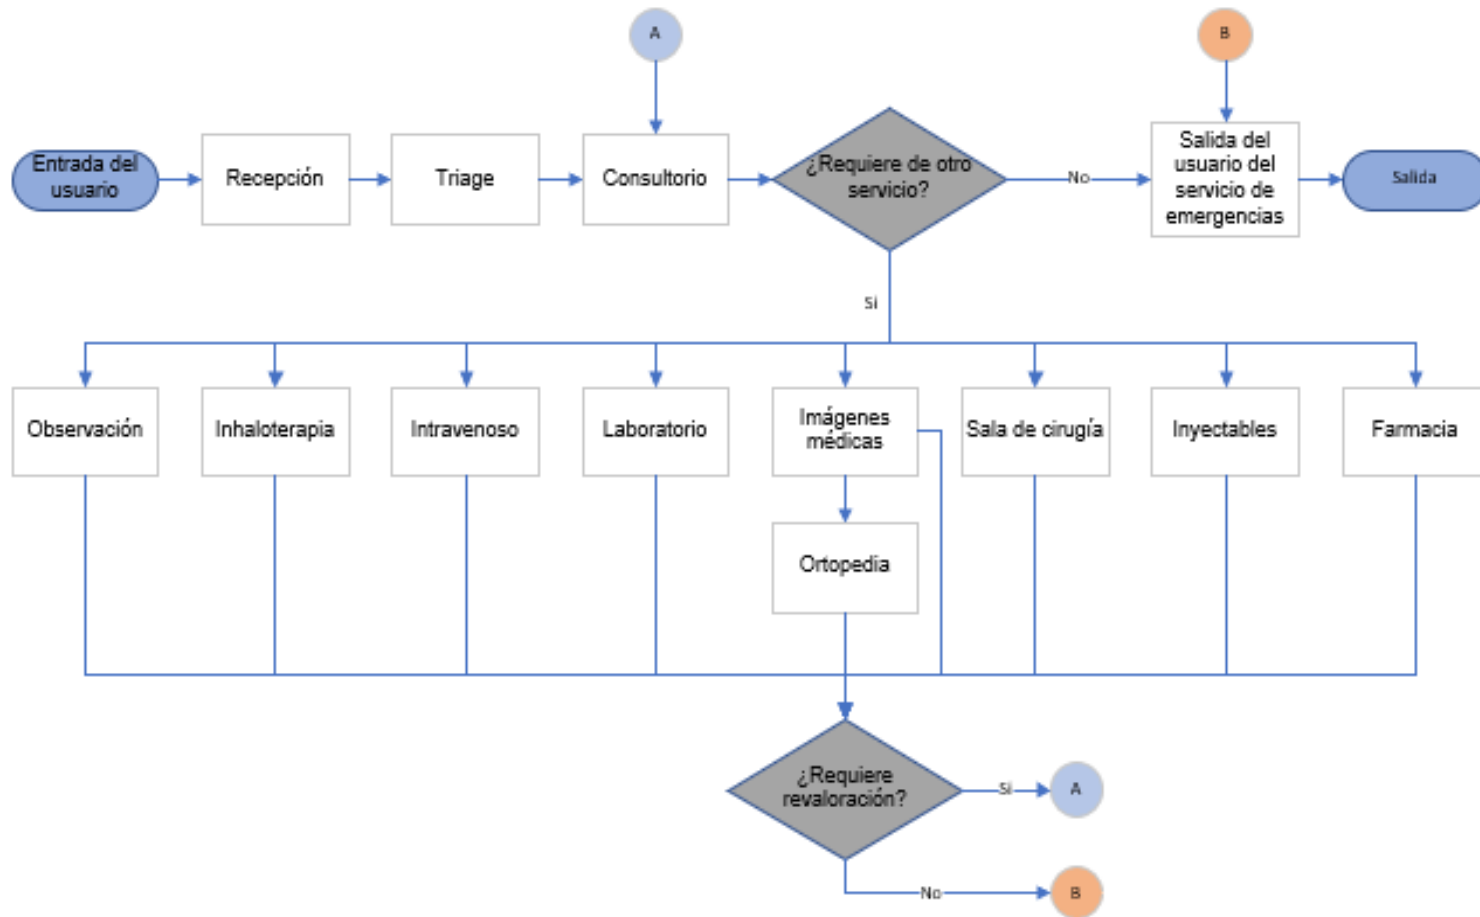 A
B
Entrada del
usuario
Recepción
Triage
Consultorio
¿Requiere de otro
servicio?
No
Salida del
usuario del
servicio de
emergencias
Salida
Si
Observación
Inhaloterapia
Intravenoso
Laboratorio
Imágenes
médicas
Sala de cirugía
Inyectables
Farmacia
Ortopedia
¿Requiere
revaloración?
Sí
A
No
B